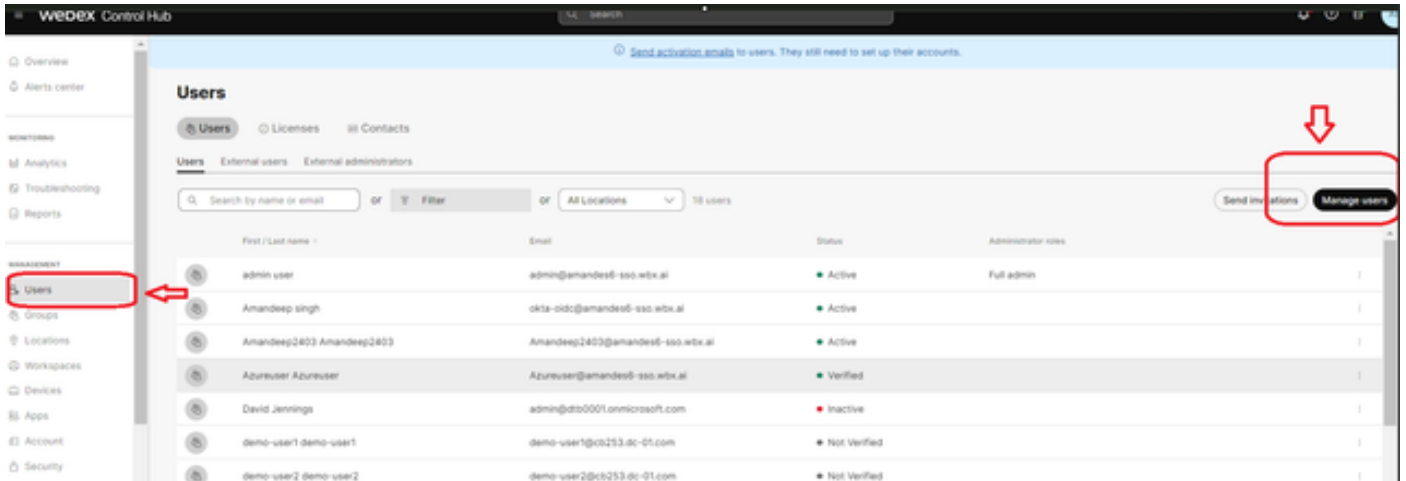 Webex Control Hub
Search
Overview
Alerts center
MONITORING
Analytics
Troubleshooting
Reports
MANAGEMENT
Users
Groups
Locations
Workspaces
Devices
Apps
Account
Security
Send activation emails to users. They still need to set up their accounts.
Users
Users Licenses Contacts
Users External users External administrators
Search by name or email or Filter or All Locations 18 users Send invitations Manage users
First / Last name Email Status Administrator roles
admin user admin@amandes6-sso.wbx.ai Active Full admin
Amandeep singh okta-oidc@amandes6-sso.wbx.ai Active
Amandeep2403 Amandeep2403 Amandeep2403@amandes6-sso.wbx.ai Active
Azureuser Azureuser Azureuser@amandes6-sso.wbx.ai Verified
David Jennings admin@dtb0001.onmicrosoft.com Inactive
demo-user1 demo-user1 demo-user1@cb253.dc-01.com Not Verified
demo-user2 demo-user2 demo-user2@cb253.dc-01.com Not Verified